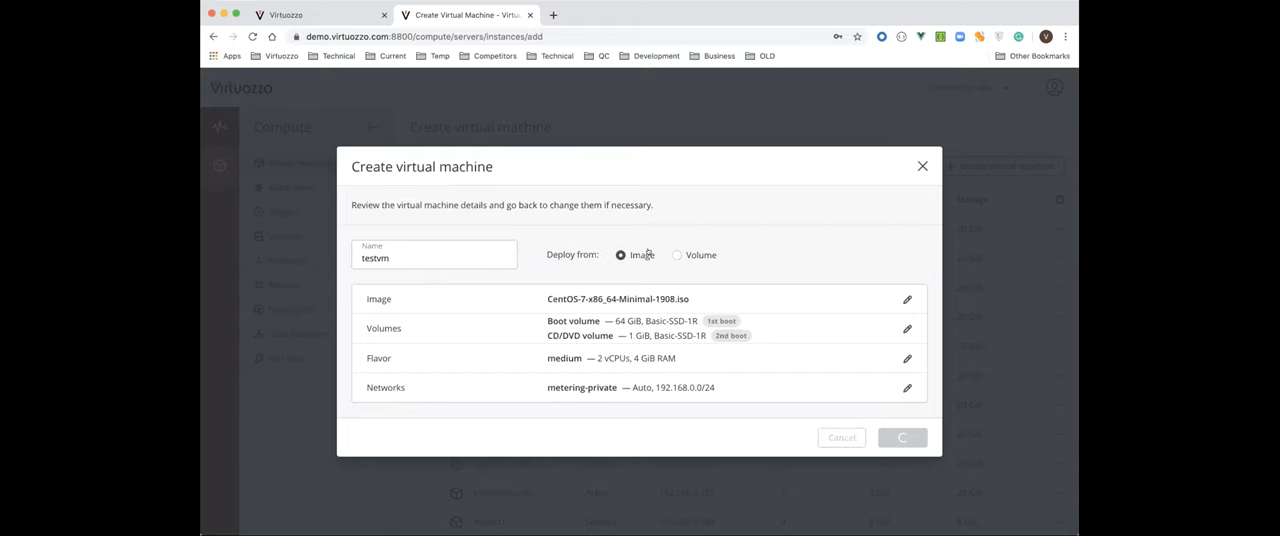 Virtuozzo
Create Virtual Machine - Virtu
demo.virtuozzo.com:8800/compute/servers/instances/add
V
Apps Virtuozzo Technical Current Temp Competitors Technical QC Development Business OLD Other Bookmarks
Virtuozzo
Compute
Create virtual machine
Create virtual machine
Review the virtual machine details and go back to change them if necessary.
Name
testvm
Deploy from: Image Volume
Image CentOS-7-x86_64-Minimal-1908.iso
Volumes Boot volume — 64 GiB, Basic-SSD-1R 1st boot
CD/DVD volume — 1 GiB, Basic-SSD-1R 2nd boot
Flavor medium — 2 vCPUs, 4 GiB RAM
Networks metering-private — Auto, 192.168.0.0/24
Cancel